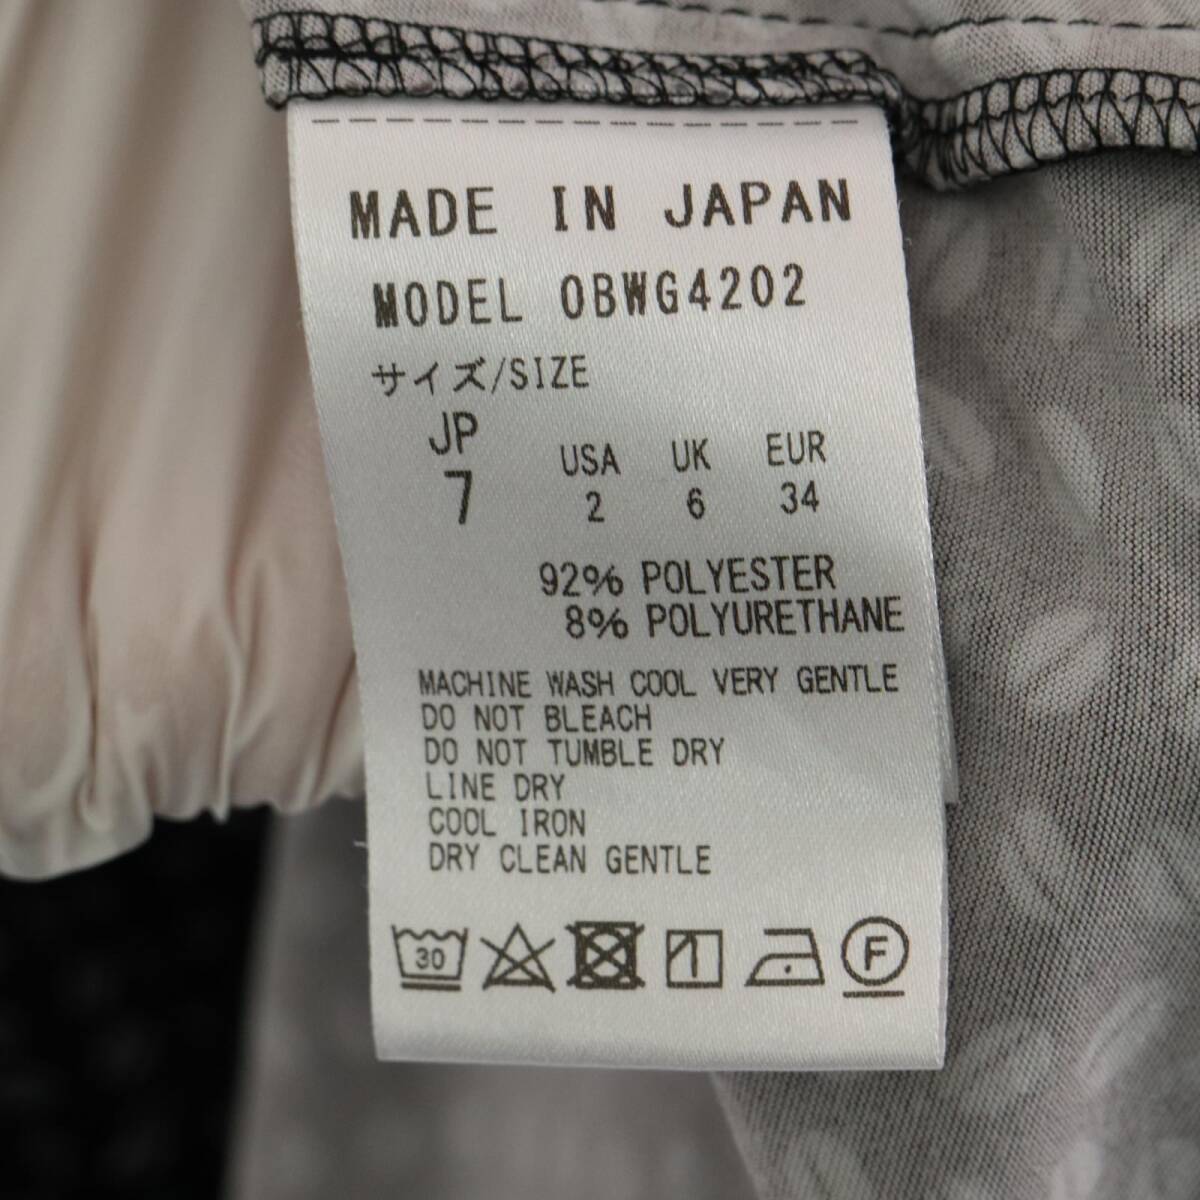 MADE IN JAPAN
MODEL OBWG4202
サイズ/SIZE
JP USA UK EUR
7 2 6 34
92% POLYESTER
8% POLYURETHANE
MACHINE WASH COOL VERY GENTLE
DO NOT BLEACH
DO NOT TUMBLE DRY
LINE DRY
COOL IRON
DRY CLEAN GENTLE
30 F